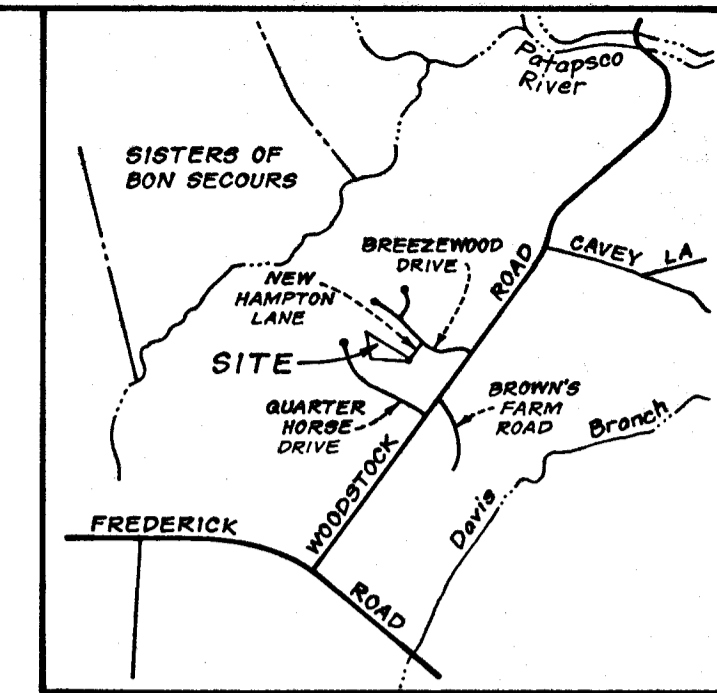 Patapsco
River
SISTERS OF
BON SECOURS
BREEZEWOOD
DRIVE
ROAD
CAVEY LA
NEW
HAMPTON
LANE
SITE
QUARTER
HORSE
DRIVE
BROWN'S
FARM
ROAD
WOODSTOCK
Davis Branch
FREDERICK
ROAD